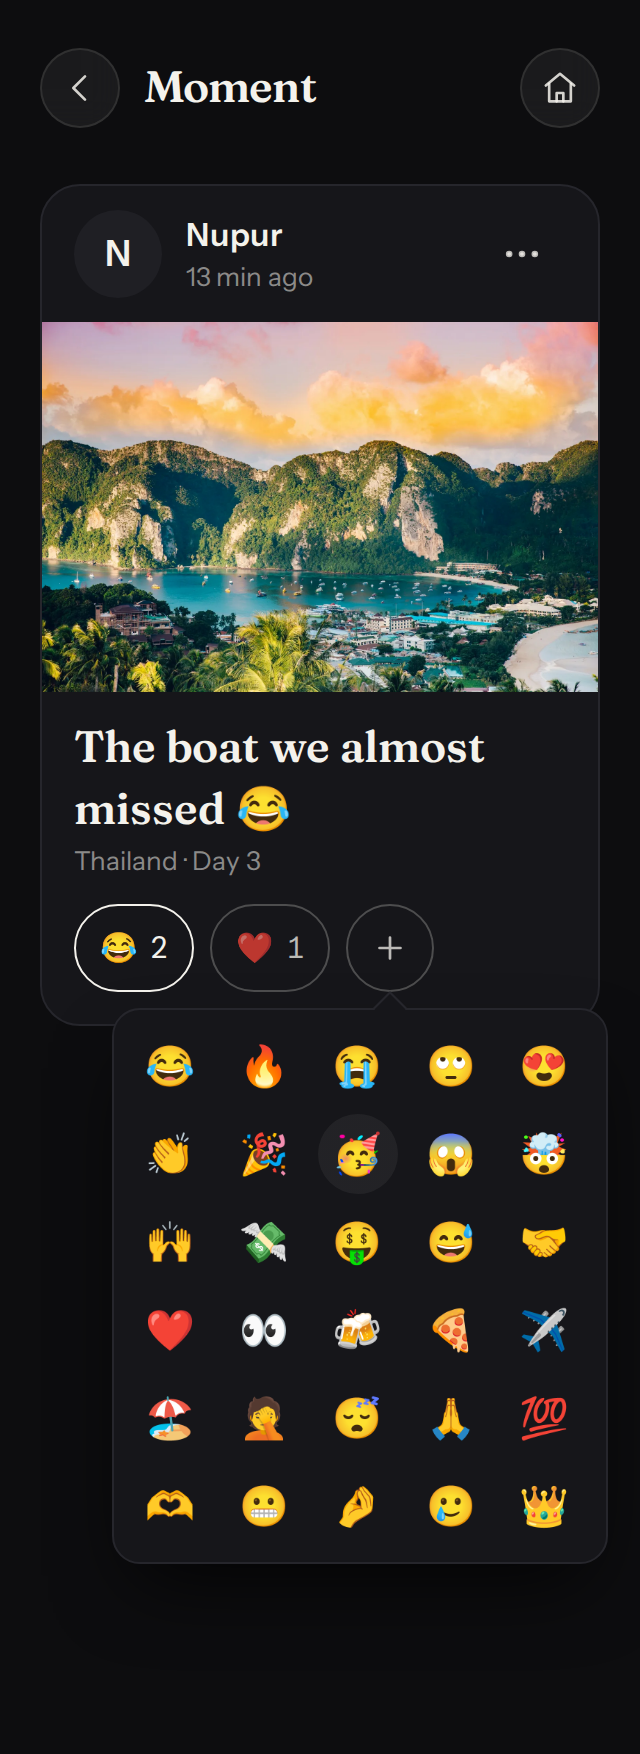 Moment
N
Nupur
13 min ago
The boat we almost
missed 😂
Thailand · Day 3
😂 2 ❤️ 1 +
😂 🔥 😭 🙄 😍
👏 🎉 🥳 😱 🤯
🙌 💸 🤑 😅 🤝
❤️ 👀 🍻 🍕 ✈️
🏖️ 🤦 😴 🙏 💯
🫶 😬 🤌 🥲 👑